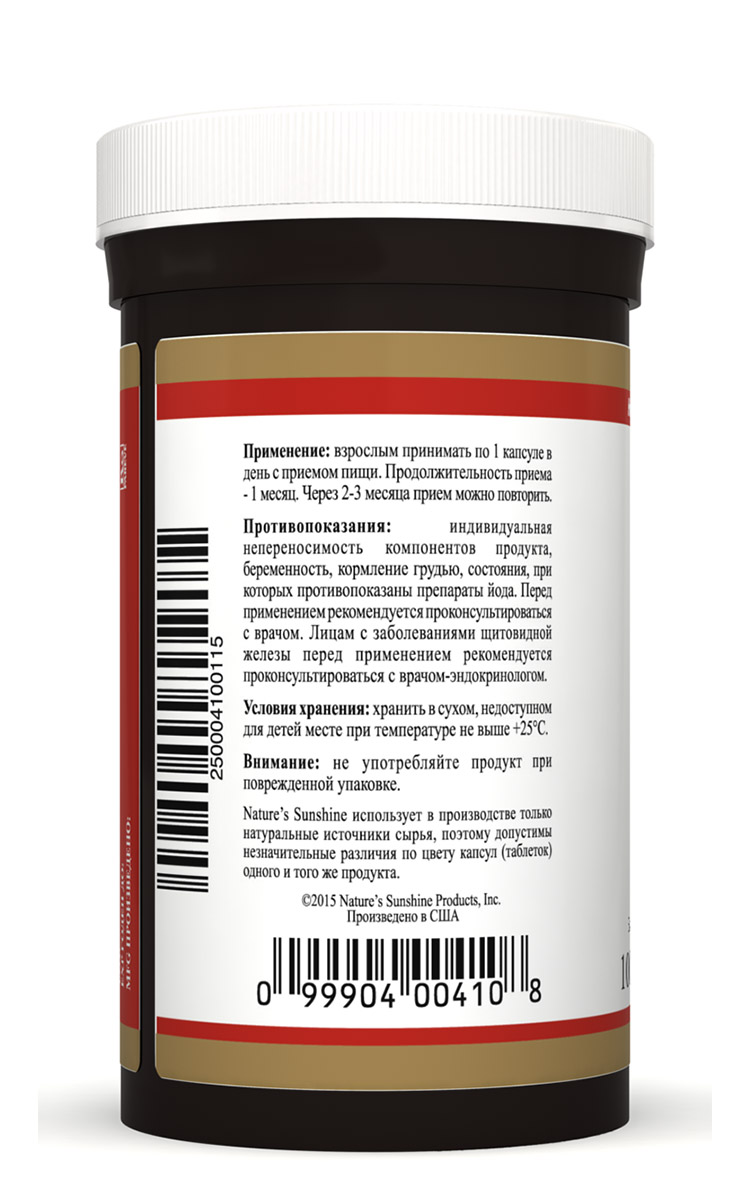 Применение: взрослым принимать по 1 капсуле в
день с приемом пищи. Продолжительность приема
- 1 месяц. Через 2-3 месяца прием можно повторить.
Противопоказания: индивидуальная
непереносимость компонентов продукта,
беременность, кормление грудью, состояния, при
которых противопоказаны препараты йода. Перед
применением рекомендуется проконсультироваться
с врачом. Лицам с заболеваниями щитовидной
железы перед применением рекомендуется
проконсультироваться с врачом-эндокринологом.
Условия хранения: хранить в сухом, недоступном
для детей месте при температуре не выше +25°С.
Внимание: не употребляйте продукт при
поврежденной упаковке.
Nature's Sunshine использует в производстве только
натуральные источники сырья, поэтому допустимы
незначительные различия по цвету капсул (таблеток)
одного и того же продукта.
©2015 Nature's Sunshine Products, Inc.
Произведено в США
0 99904 00410 8
250004100115
MFG ПРОИЗВЕДЕНО: